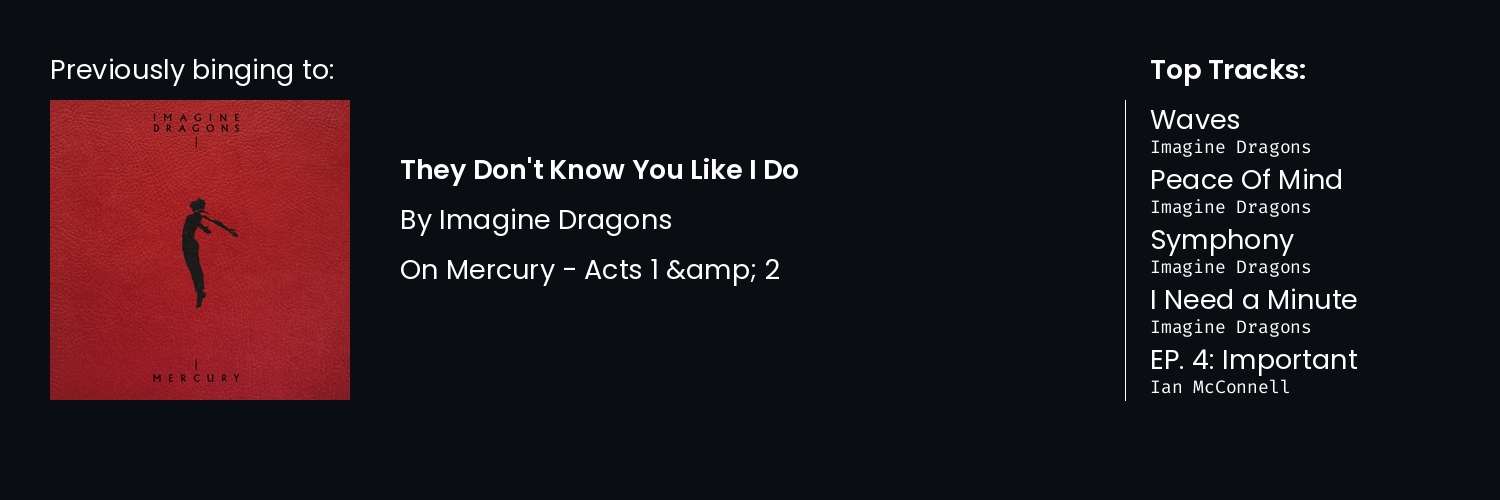 Previously binging to:
IMAGINE
DRAGONS
MERCURY
They Don't Know You Like I Do
By Imagine Dragons
On Mercury - Acts 1 &amp; 2
Top Tracks:
Waves
Imagine Dragons
Peace Of Mind
Imagine Dragons
Symphony
Imagine Dragons
I Need a Minute
Imagine Dragons
EP. 4: Important
Ian McConnell